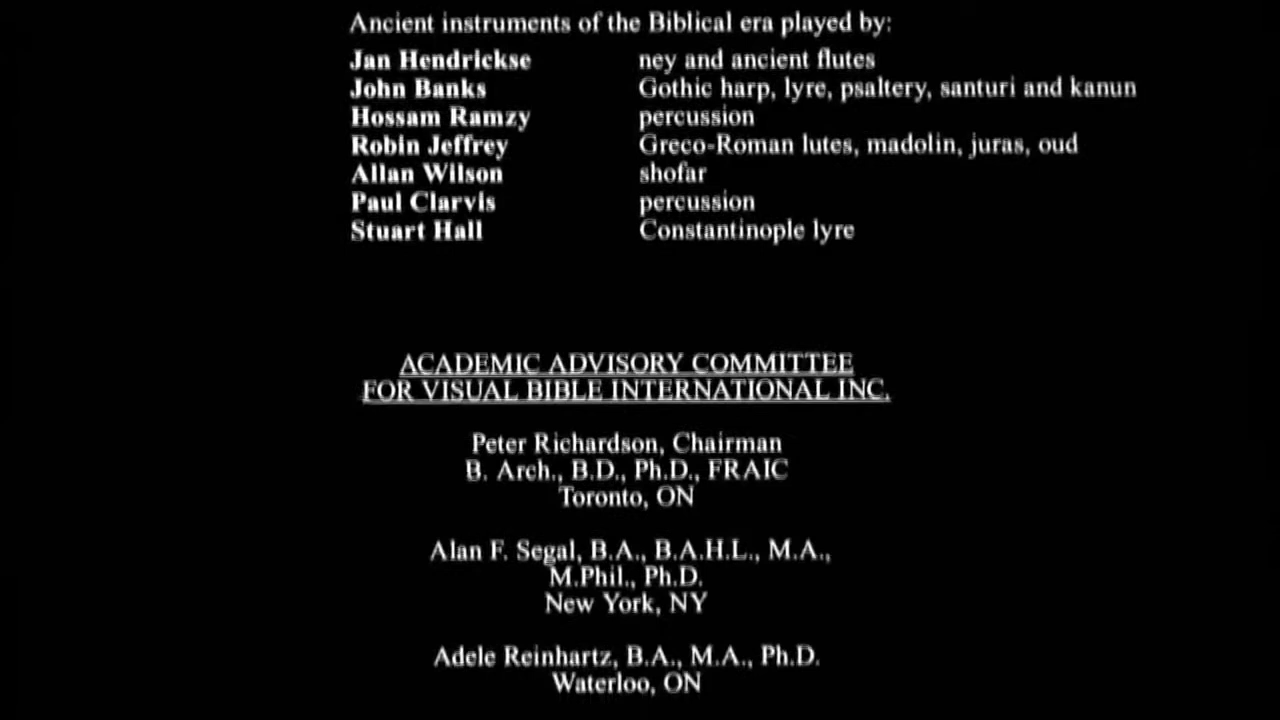 Ancient instruments of the Biblical era played by:
Jan Hendrickse ney and ancient flutes
John Banks Gothic harp, lyre, psaltery, santuri and kanun
Hossam Ramzy percussion
Robin Jeffrey Greco-Roman lutes, madolin, juras, oud
Allan Wilson shofar
Paul Clarvis percussion
Stuart Hall Constantinople lyre
ACADEMIC ADVISORY COMMITTEE
FOR VISUAL BIBLE INTERNATIONAL INC.
Peter Richardson, Chairman
B. Arch., B.D., Ph.D., FRAIC
Toronto, ON
Alan F. Segal, B.A., B.A.H.L., M.A.,
M.Phil., Ph.D.
New York, NY
Adele Reinhartz, B.A., M.A., Ph.D.
Waterloo, ON